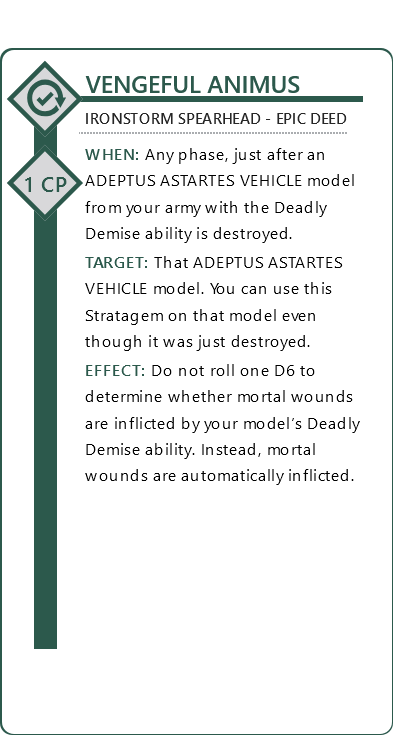 VENGEFUL ANIMUS
IRONSTORM SPEARHEAD - EPIC DEED
1 CP
WHEN: Any phase, just after an
ADEPTUS ASTARTES VEHICLE model
from your army with the Deadly
Demise ability is destroyed.
TARGET: That ADEPTUS ASTARTES
VEHICLE model. You can use this
Stratagem on that model even
though it was just destroyed.
EFFECT: Do not roll one D6 to
determine whether mortal wounds
are inflicted by your model's Deadly
Demise ability. Instead, mortal
wounds are automatically inflicted.